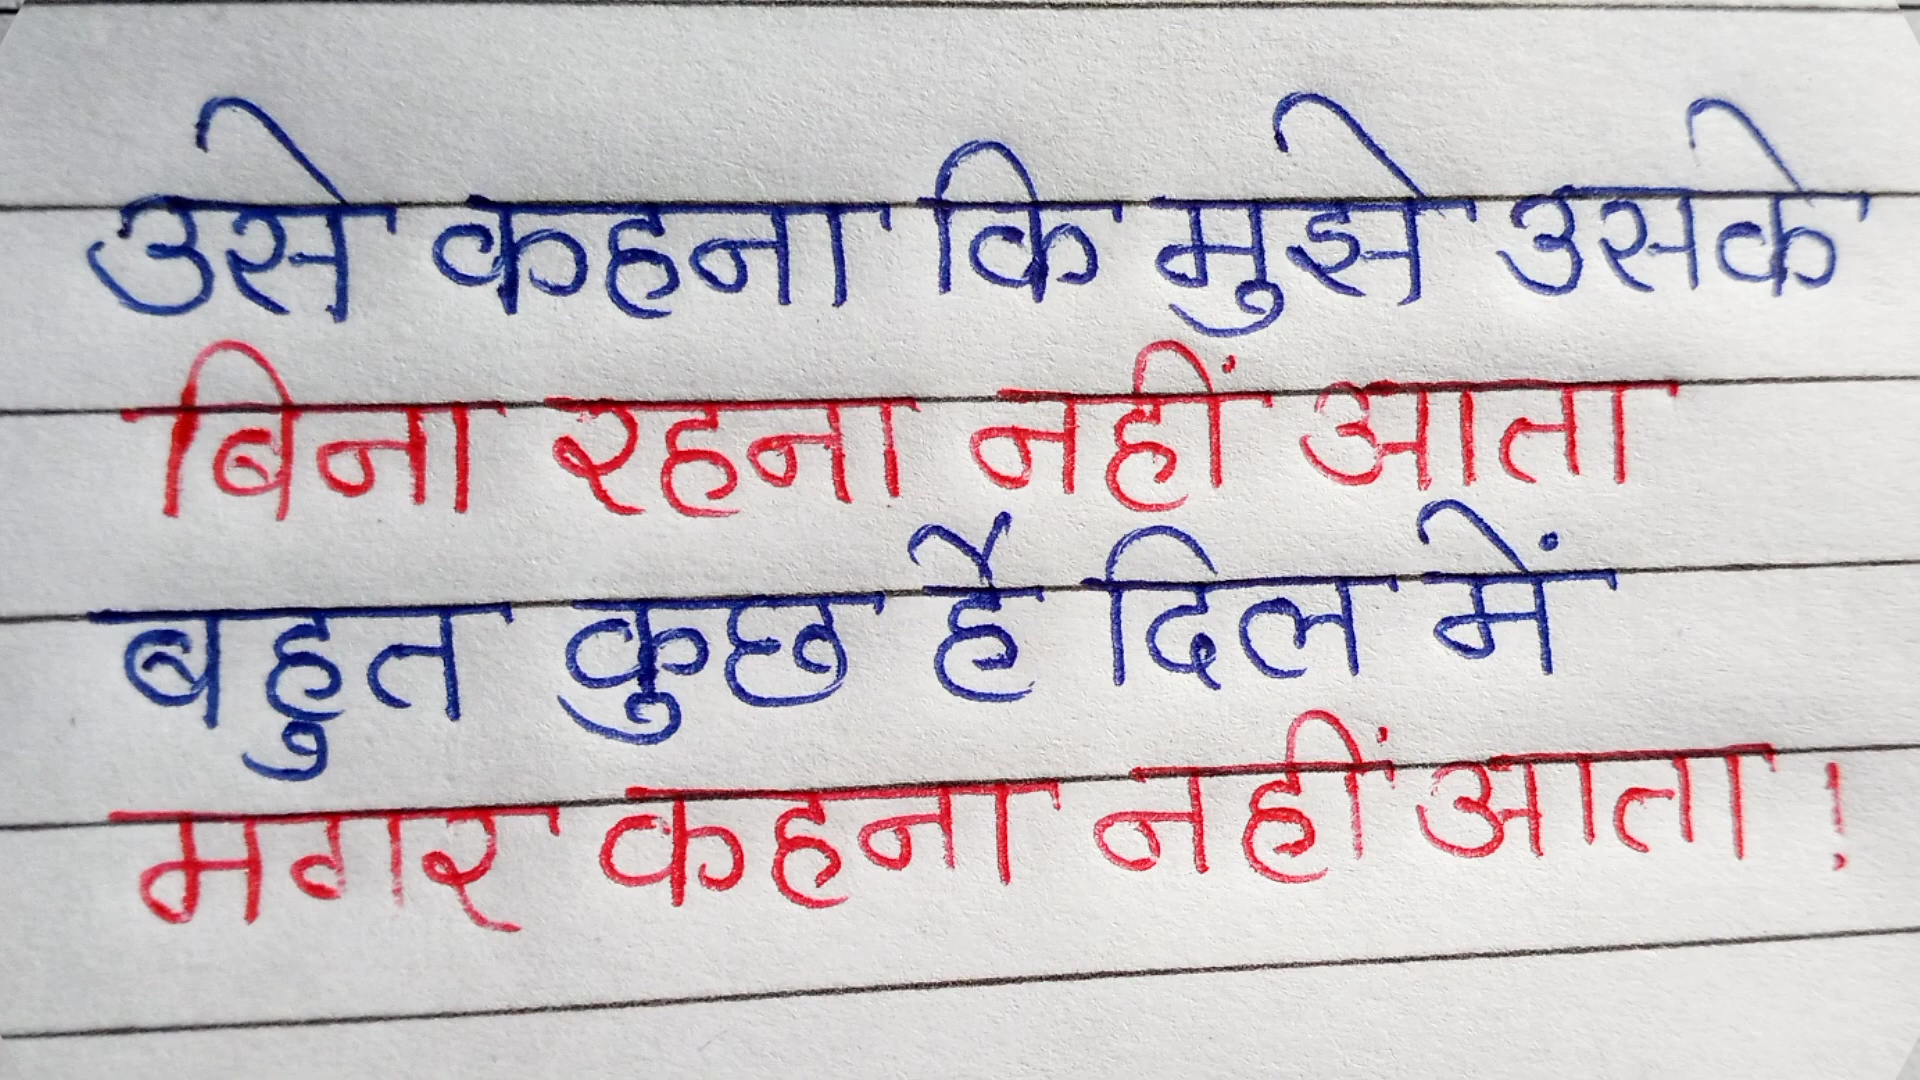 उसे कहना कि मुझे उसके
बिना रहना नहीं आता
बहुत कुछ है दिल में
मगर कहना नहीं आता !